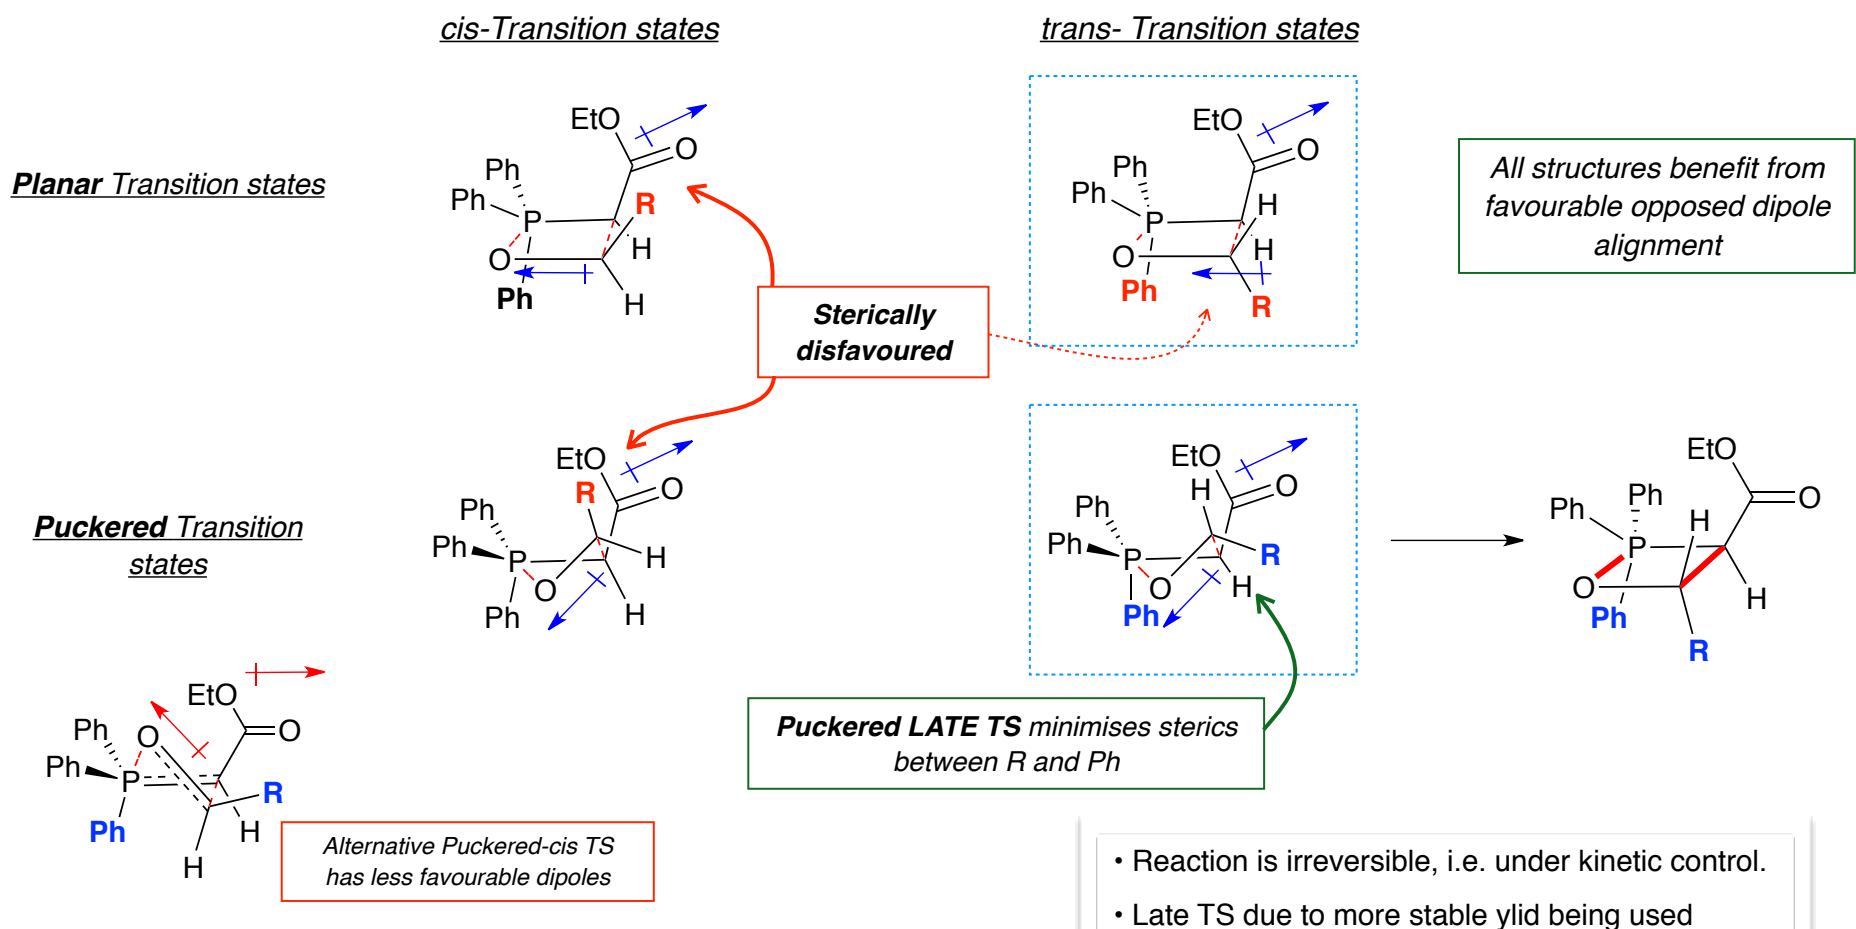 cis-Transition states
trans- Transition states
Planar Transition states
EtO
O
Ph
Ph
P
R
H
O
Ph
H
EtO
O
Ph
Ph
P
H
H
O
Ph
R
All structures benefit from
favourable opposed dipole
alignment
Sterically
disfavoured
Puckered Transition
states
EtO
R
O
Ph
Ph
P
H
O
Ph
H
EtO
H
O
Ph
Ph
P
R
O
H
Ph
EtO
O
Ph
Ph
H
P
O
H
Ph
R
EtO
O
Ph
O
Ph
P
R
Ph
H
H
Puckered LATE TS minimises sterics
between R and Ph
Alternative Puckered-cis TS
has less favourable dipoles
• Reaction is irreversible, i.e. under kinetic control.
• Late TS due to more stable ylid being used